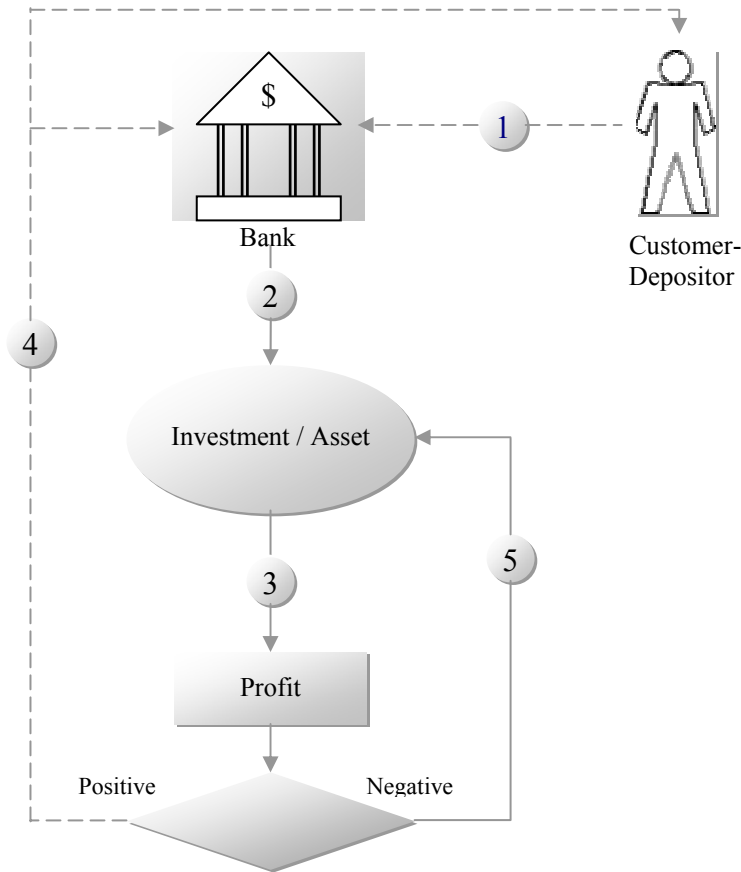 $
1
Bank
Customer-
Depositor
2
4
Investment / Asset
5
3
Profit
Positive
Negative